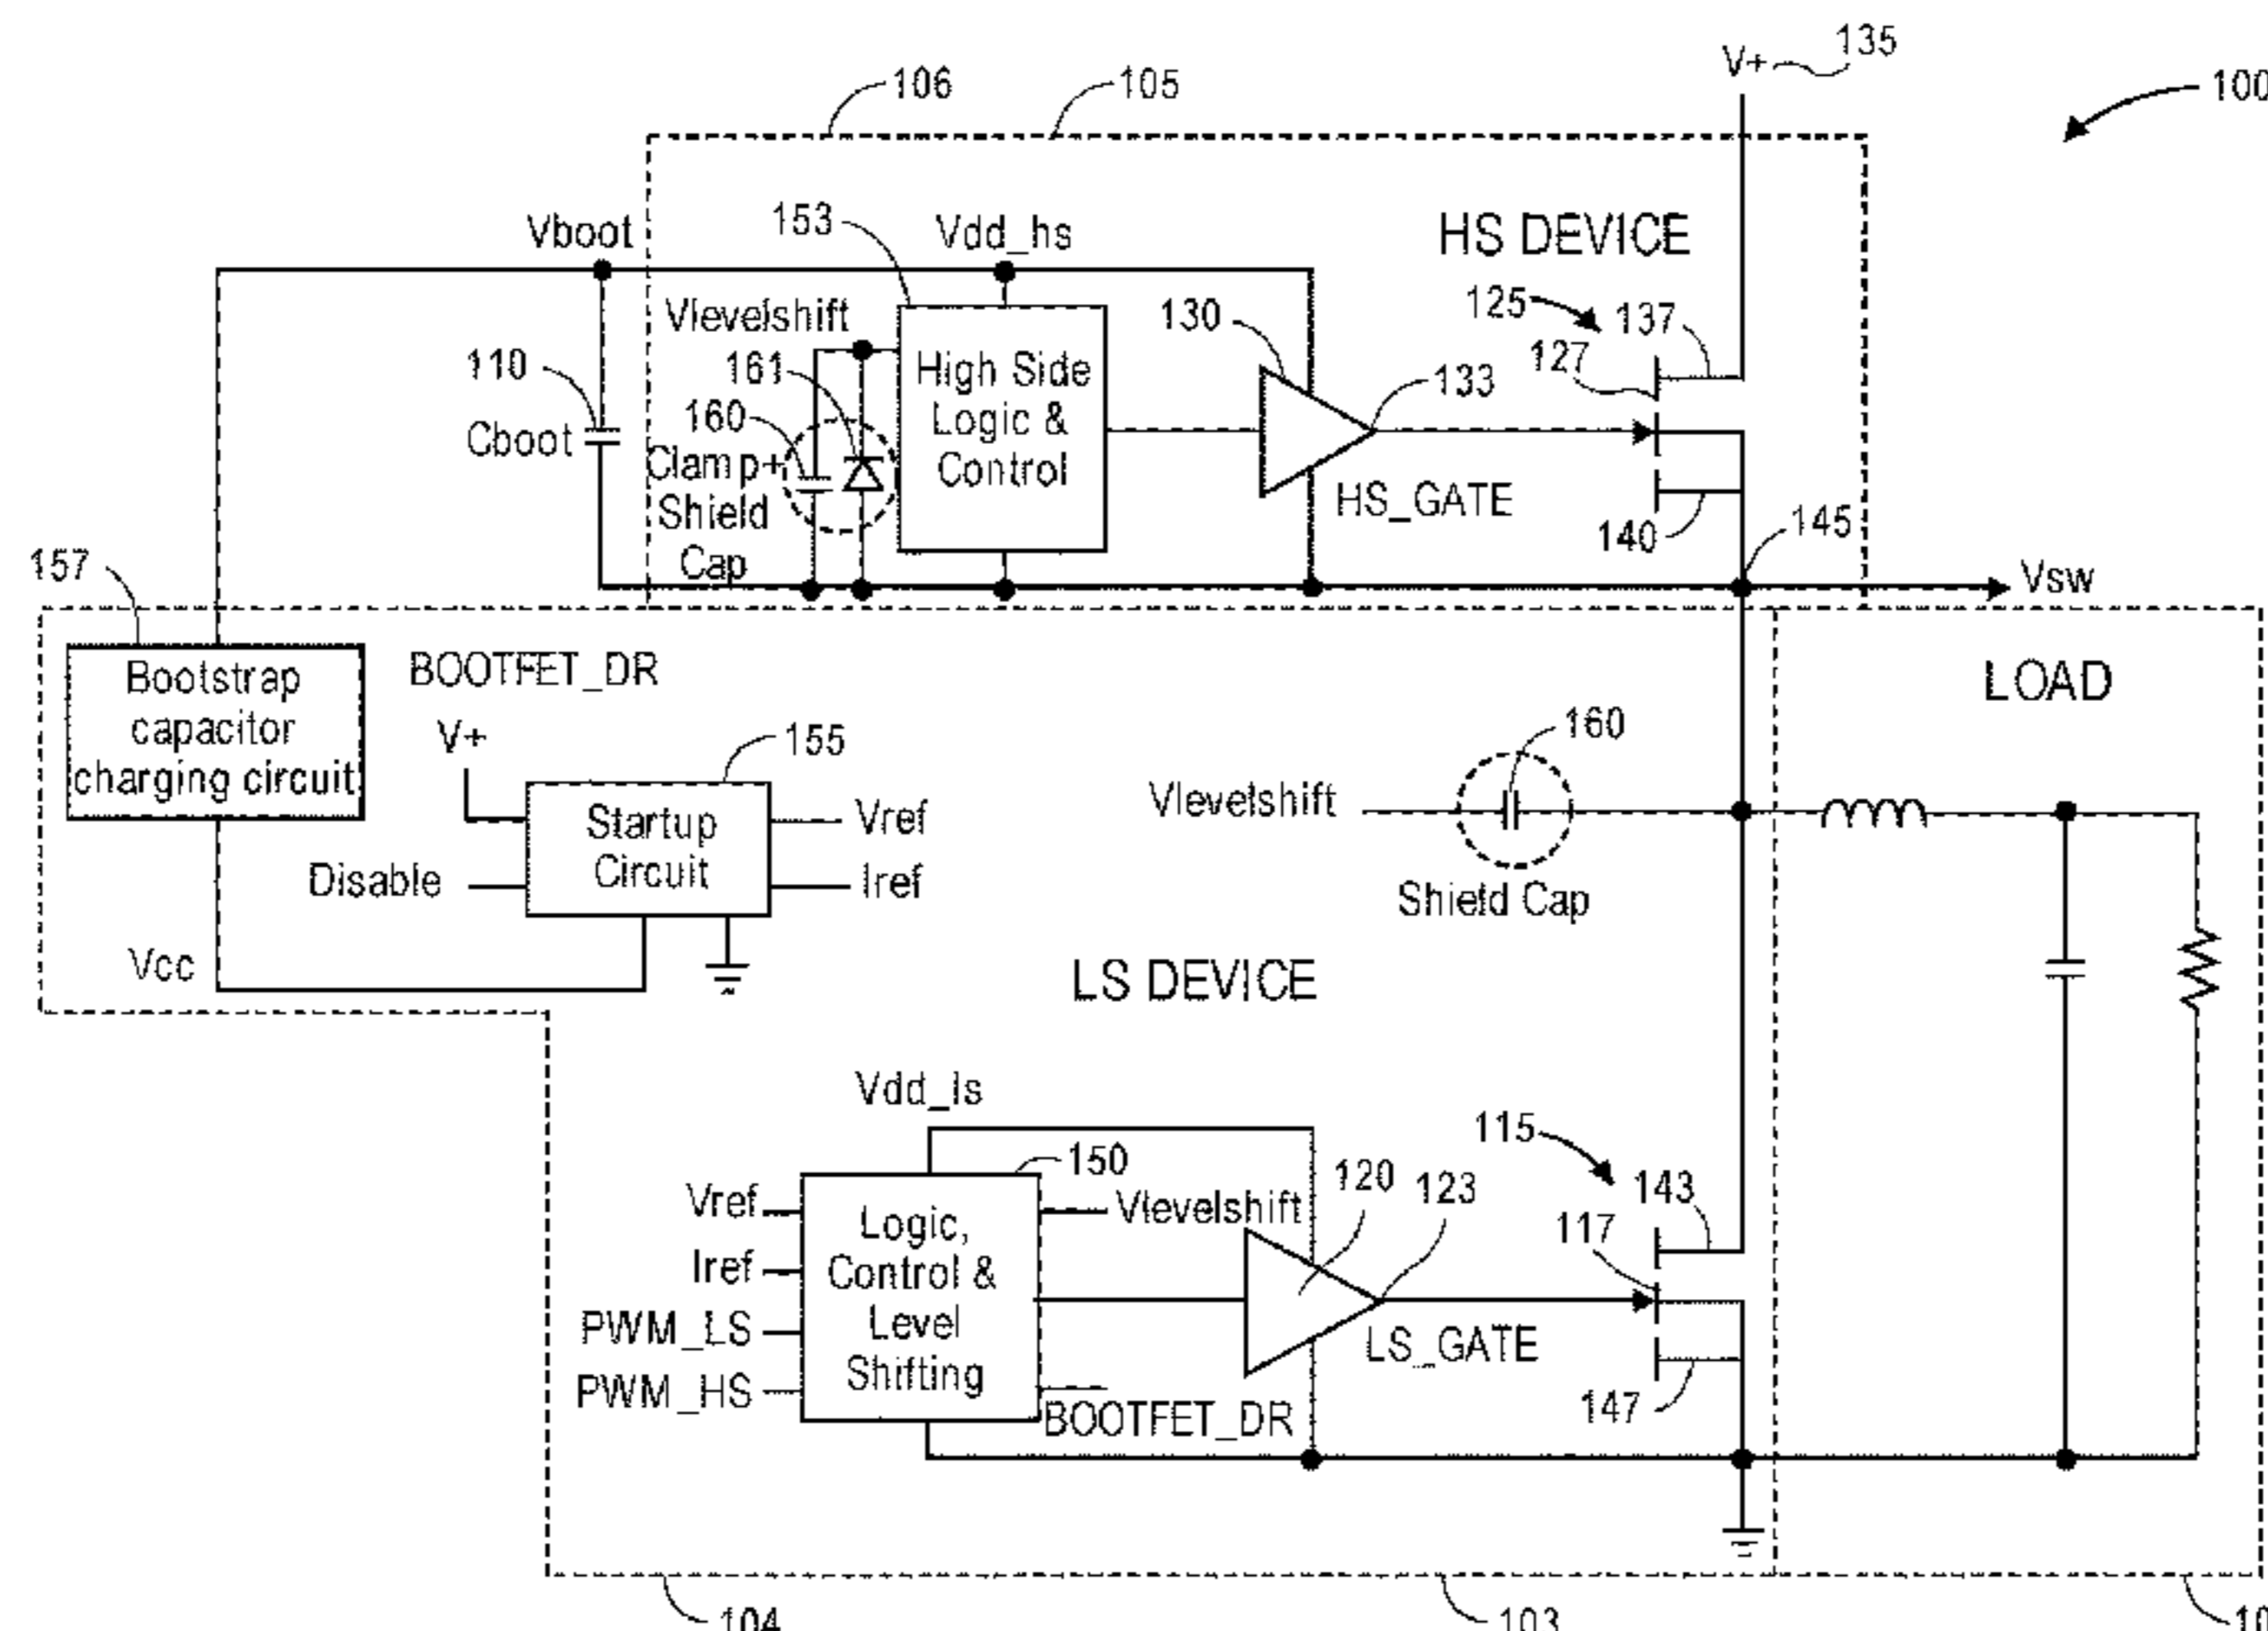 V+
135
100
106
105
HS DEVICE
Vboot
153
Vdd_hs
Vlevelshift
130
125
137
127
110
161
160
High Side
Logic &
Control
133
Cboot
Clamp+
Shield
Cap
HS_GATE
140
145
Vsw
157
Bootstrap
capacitor
charging circuit
BOOTFET_DR
V+
155
Startup
Circuit
Vref
Disable
Iref
Vcc
LOAD
160
Vlevelshift
Shield Cap
LS DEVICE
Vdd_ls
150
115
143
120
123
117
Vref
Iref
PWM_LS
PWM_HS
Logic,
Control &
Level
Shifting
Vlevelshift
LS_GATE
BOOTFET_DR
147
104
103